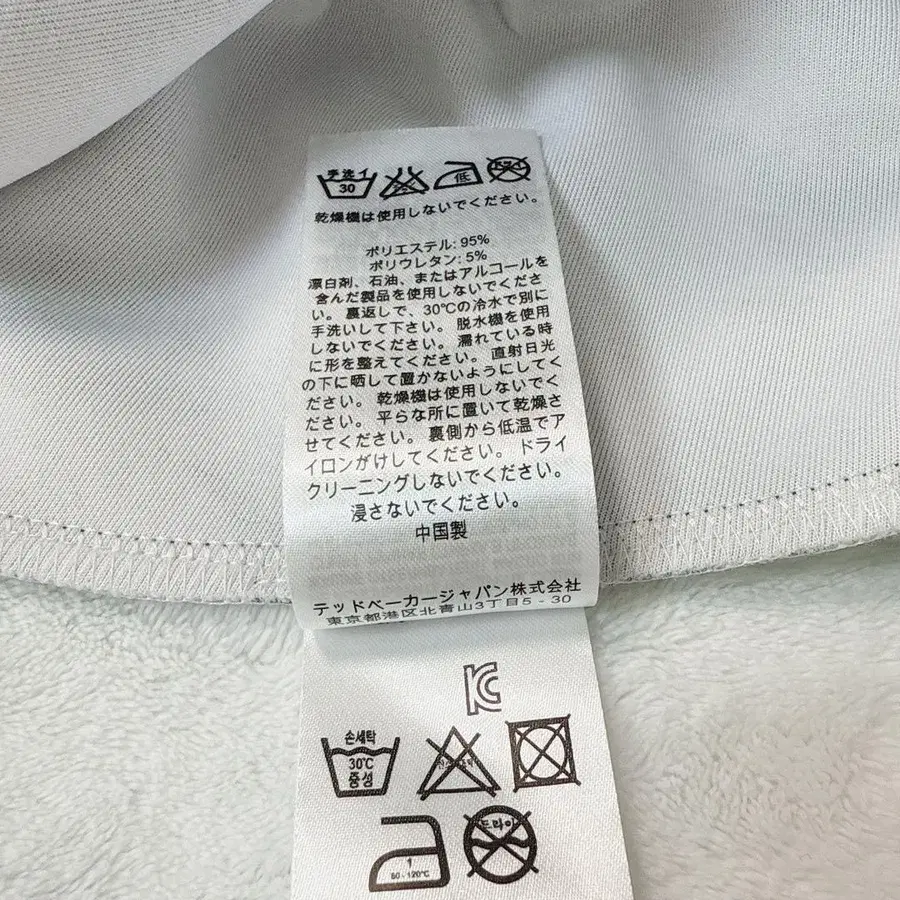 手洗イ
30
低
ドライ
乾燥機は使用しないでください。
ポリエステル: 95%
ポリウレタン: 5%
漂白剤、石油、またはアルコールを
含んだ製品を使用しないでくださ
い。 裏返しで、30℃の冷水で別に
手洗いして下さい。 脱水機を使用
しないでください。 濡れている時
に形を整えてください。 直射日光
の下に晒して置かないようにしてく
ださい。 乾燥機は使用しないでく
ださい。 平らな所に置いて乾燥さ
せてください。 裏側から低温でア
イロンがけしてください。 ドライ
クリーニングしないでください。
浸さないでください。
中国製
テッドベーカージャパン株式会社
東京都港区北青山3丁目5 - 30
손세탁
30℃
중성
1
80-120℃
드라이